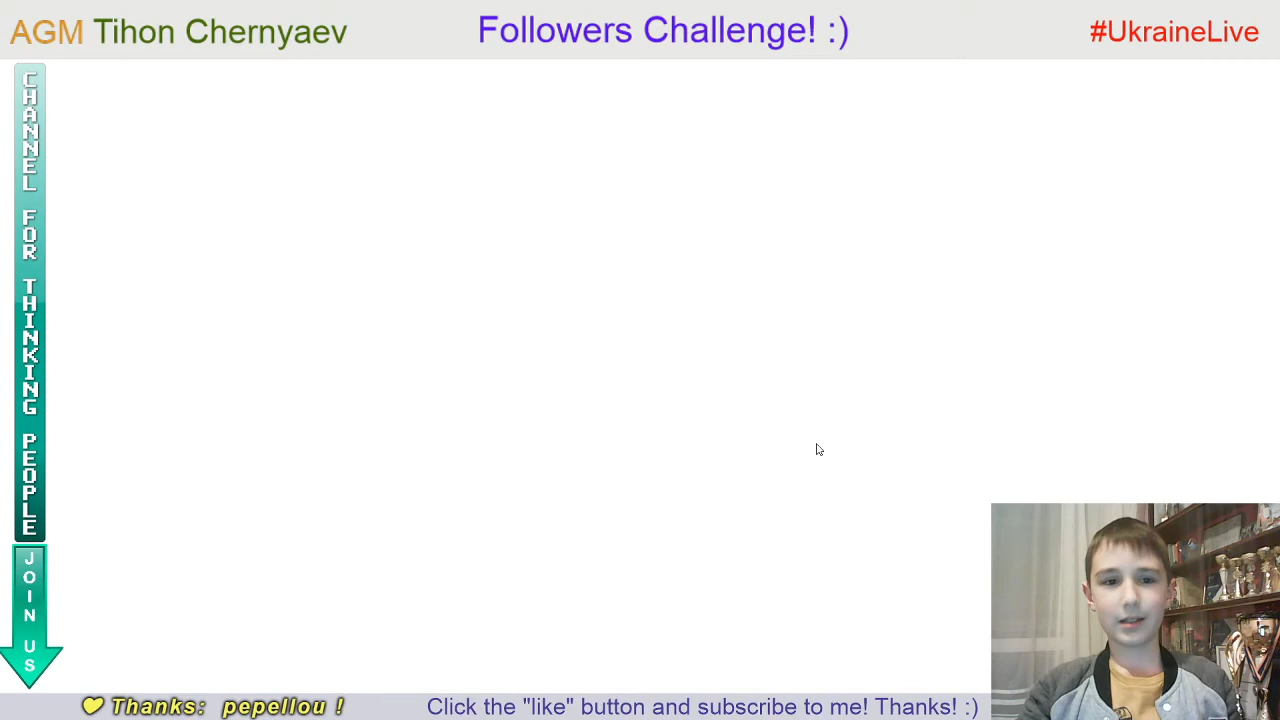 AGM Tihon Chernyaev
Followers Challenge! :)
#UkraineLive
CHANNEL FOR THINKING PEOPLE
JOIN US
Thanks: pepellou !
Click the "like" button and subscribe to me! Thanks! :)